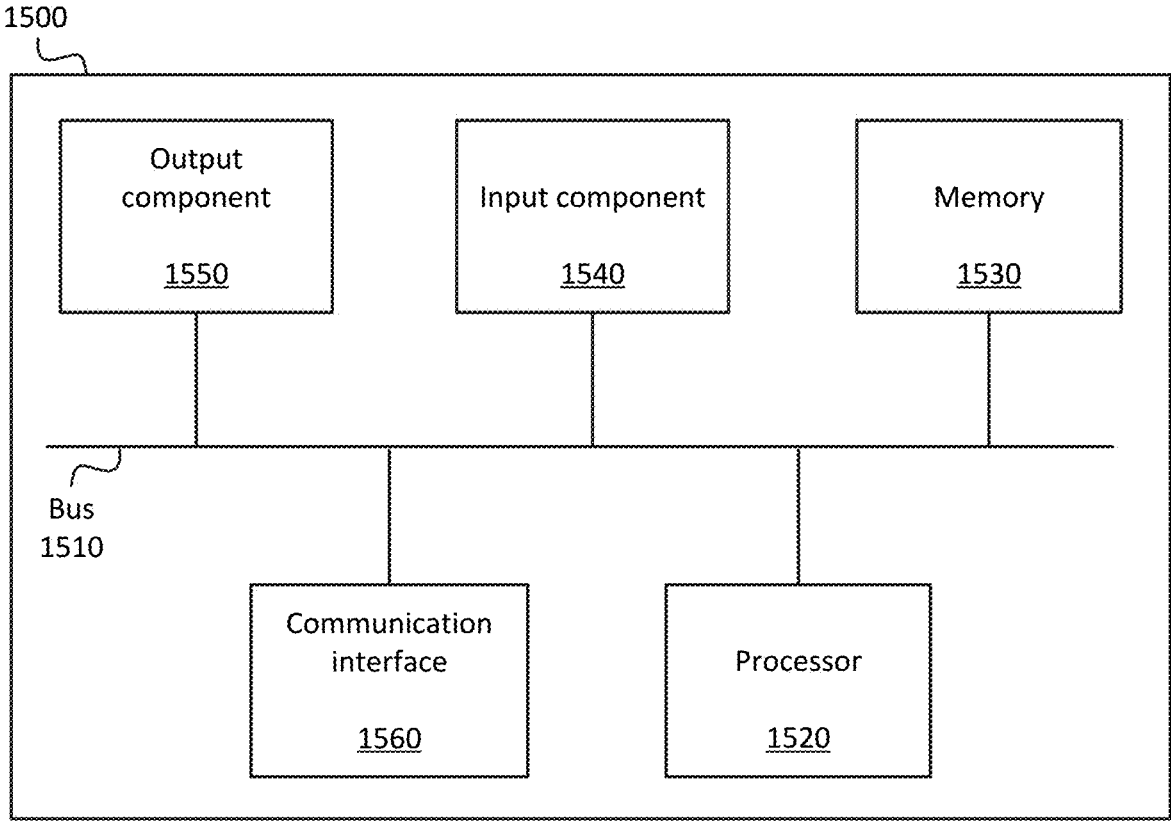 1500
Output
component
1550
Input component
1540
Memory
1530
Bus
1510
Communication
interface
1560
Processor
1520